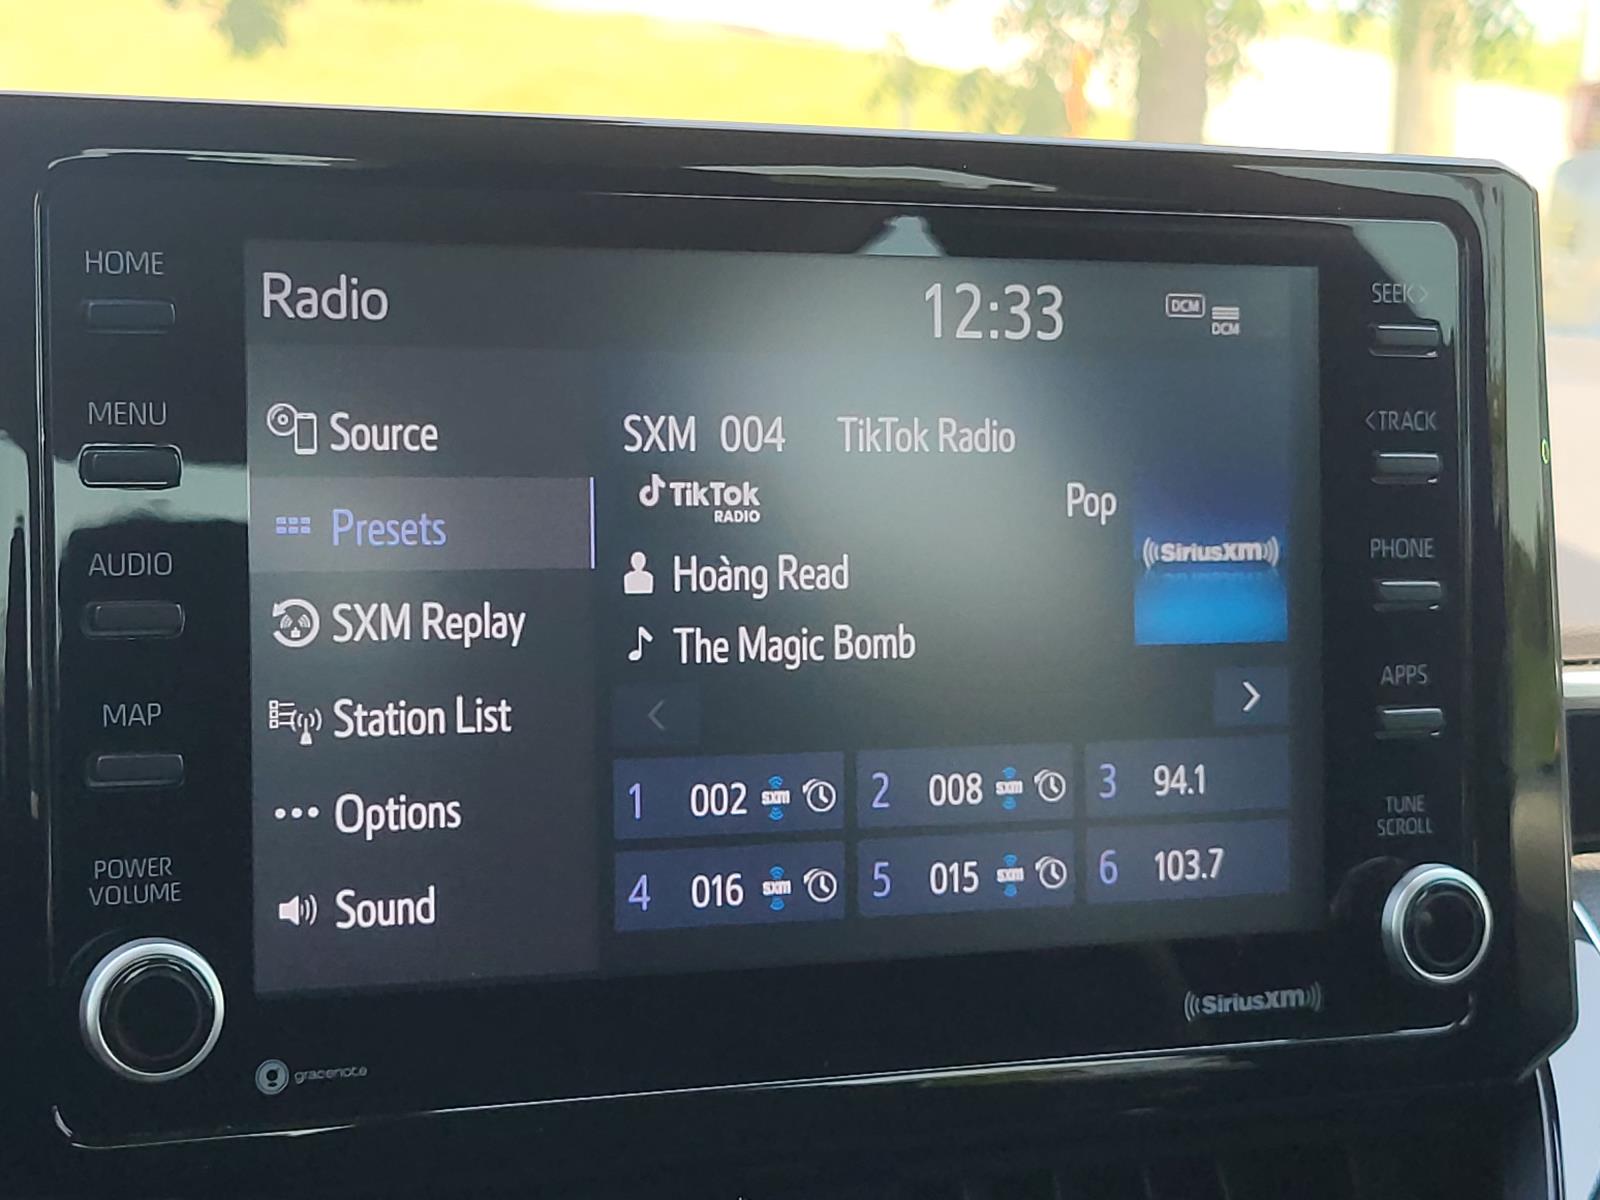 HOME
MENU
AUDIO
MAP
POWER
VOLUME
Radio
12:33
DCM
DCM
Source
Presets
SXM Replay
Station List
Options
Sound
SXM 004 TikTok Radio
TikTok
RADIO
Pop
((SiriusXM))
Hoàng Read
The Magic Bomb
< >
1 002 SXM
2 008 SXM
3 94.1
4 016 SXM
5 015 SXM
6 103.7
SEEK>
<TRACK
PHONE
APPS
TUNE
SCROLL
((SiriusXM))
gracenote